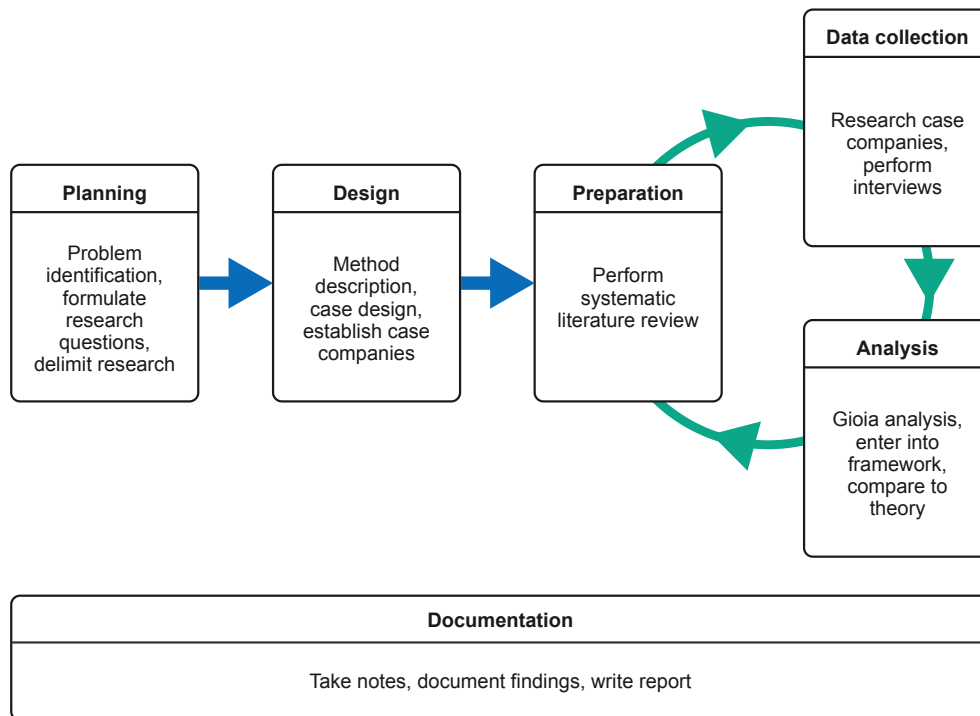 Planning
Problem
identification,
formulate
research
questions,
delimit research
Design
Method
description,
case design,
establish case
companies
Preparation
Perform
systematic
literature review
Data collection
Research case
companies,
perform
interviews
Analysis
Gioia analysis,
enter into
framework,
compare to
theory
Documentation
Take notes, document findings, write report